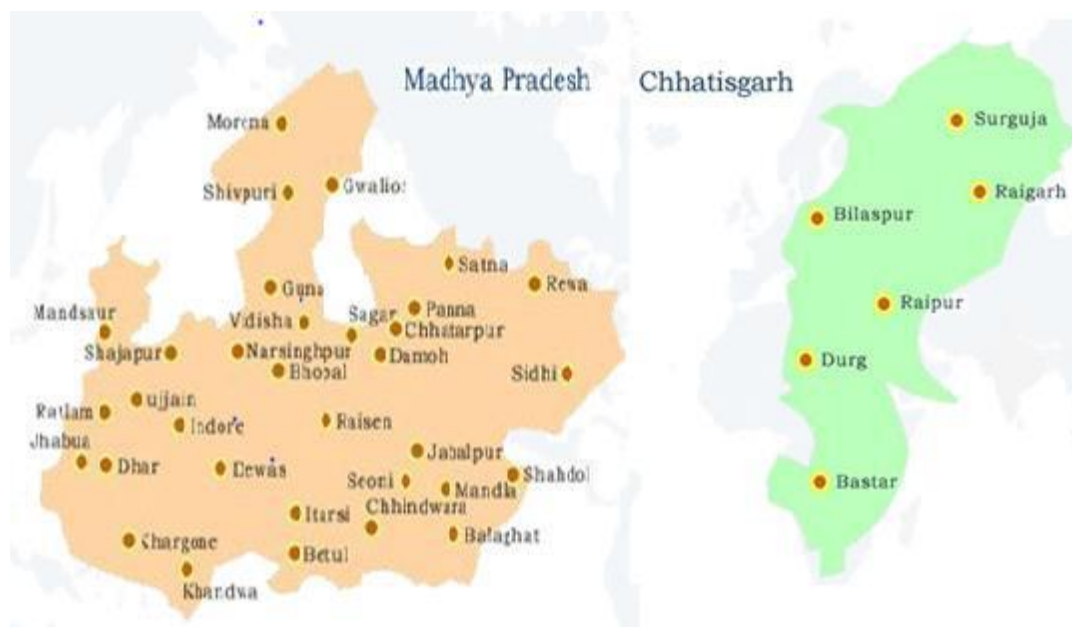 Madhya Pradesh
Morena
Shivpuri
Gwalior
Satna
Rewa
Guna
Panna
Mandsaur
Vidisha
Sagar
Chhatarpur
Shajapur
Narsinghpur
Damoh
Bhopal
Sidhi
ujjain
Ratlam
Indore
Raisen
Jhabua
Dhar
Dewas
Jabalpur
Seoni
Mandla
Shahdol
Chhindwara
Itarsi
Balaghat
Khargone
Betul
Khandwa
Chhatisgarh
Surguja
Raigarh
Bilaspur
Raipur
Durg
Bastar